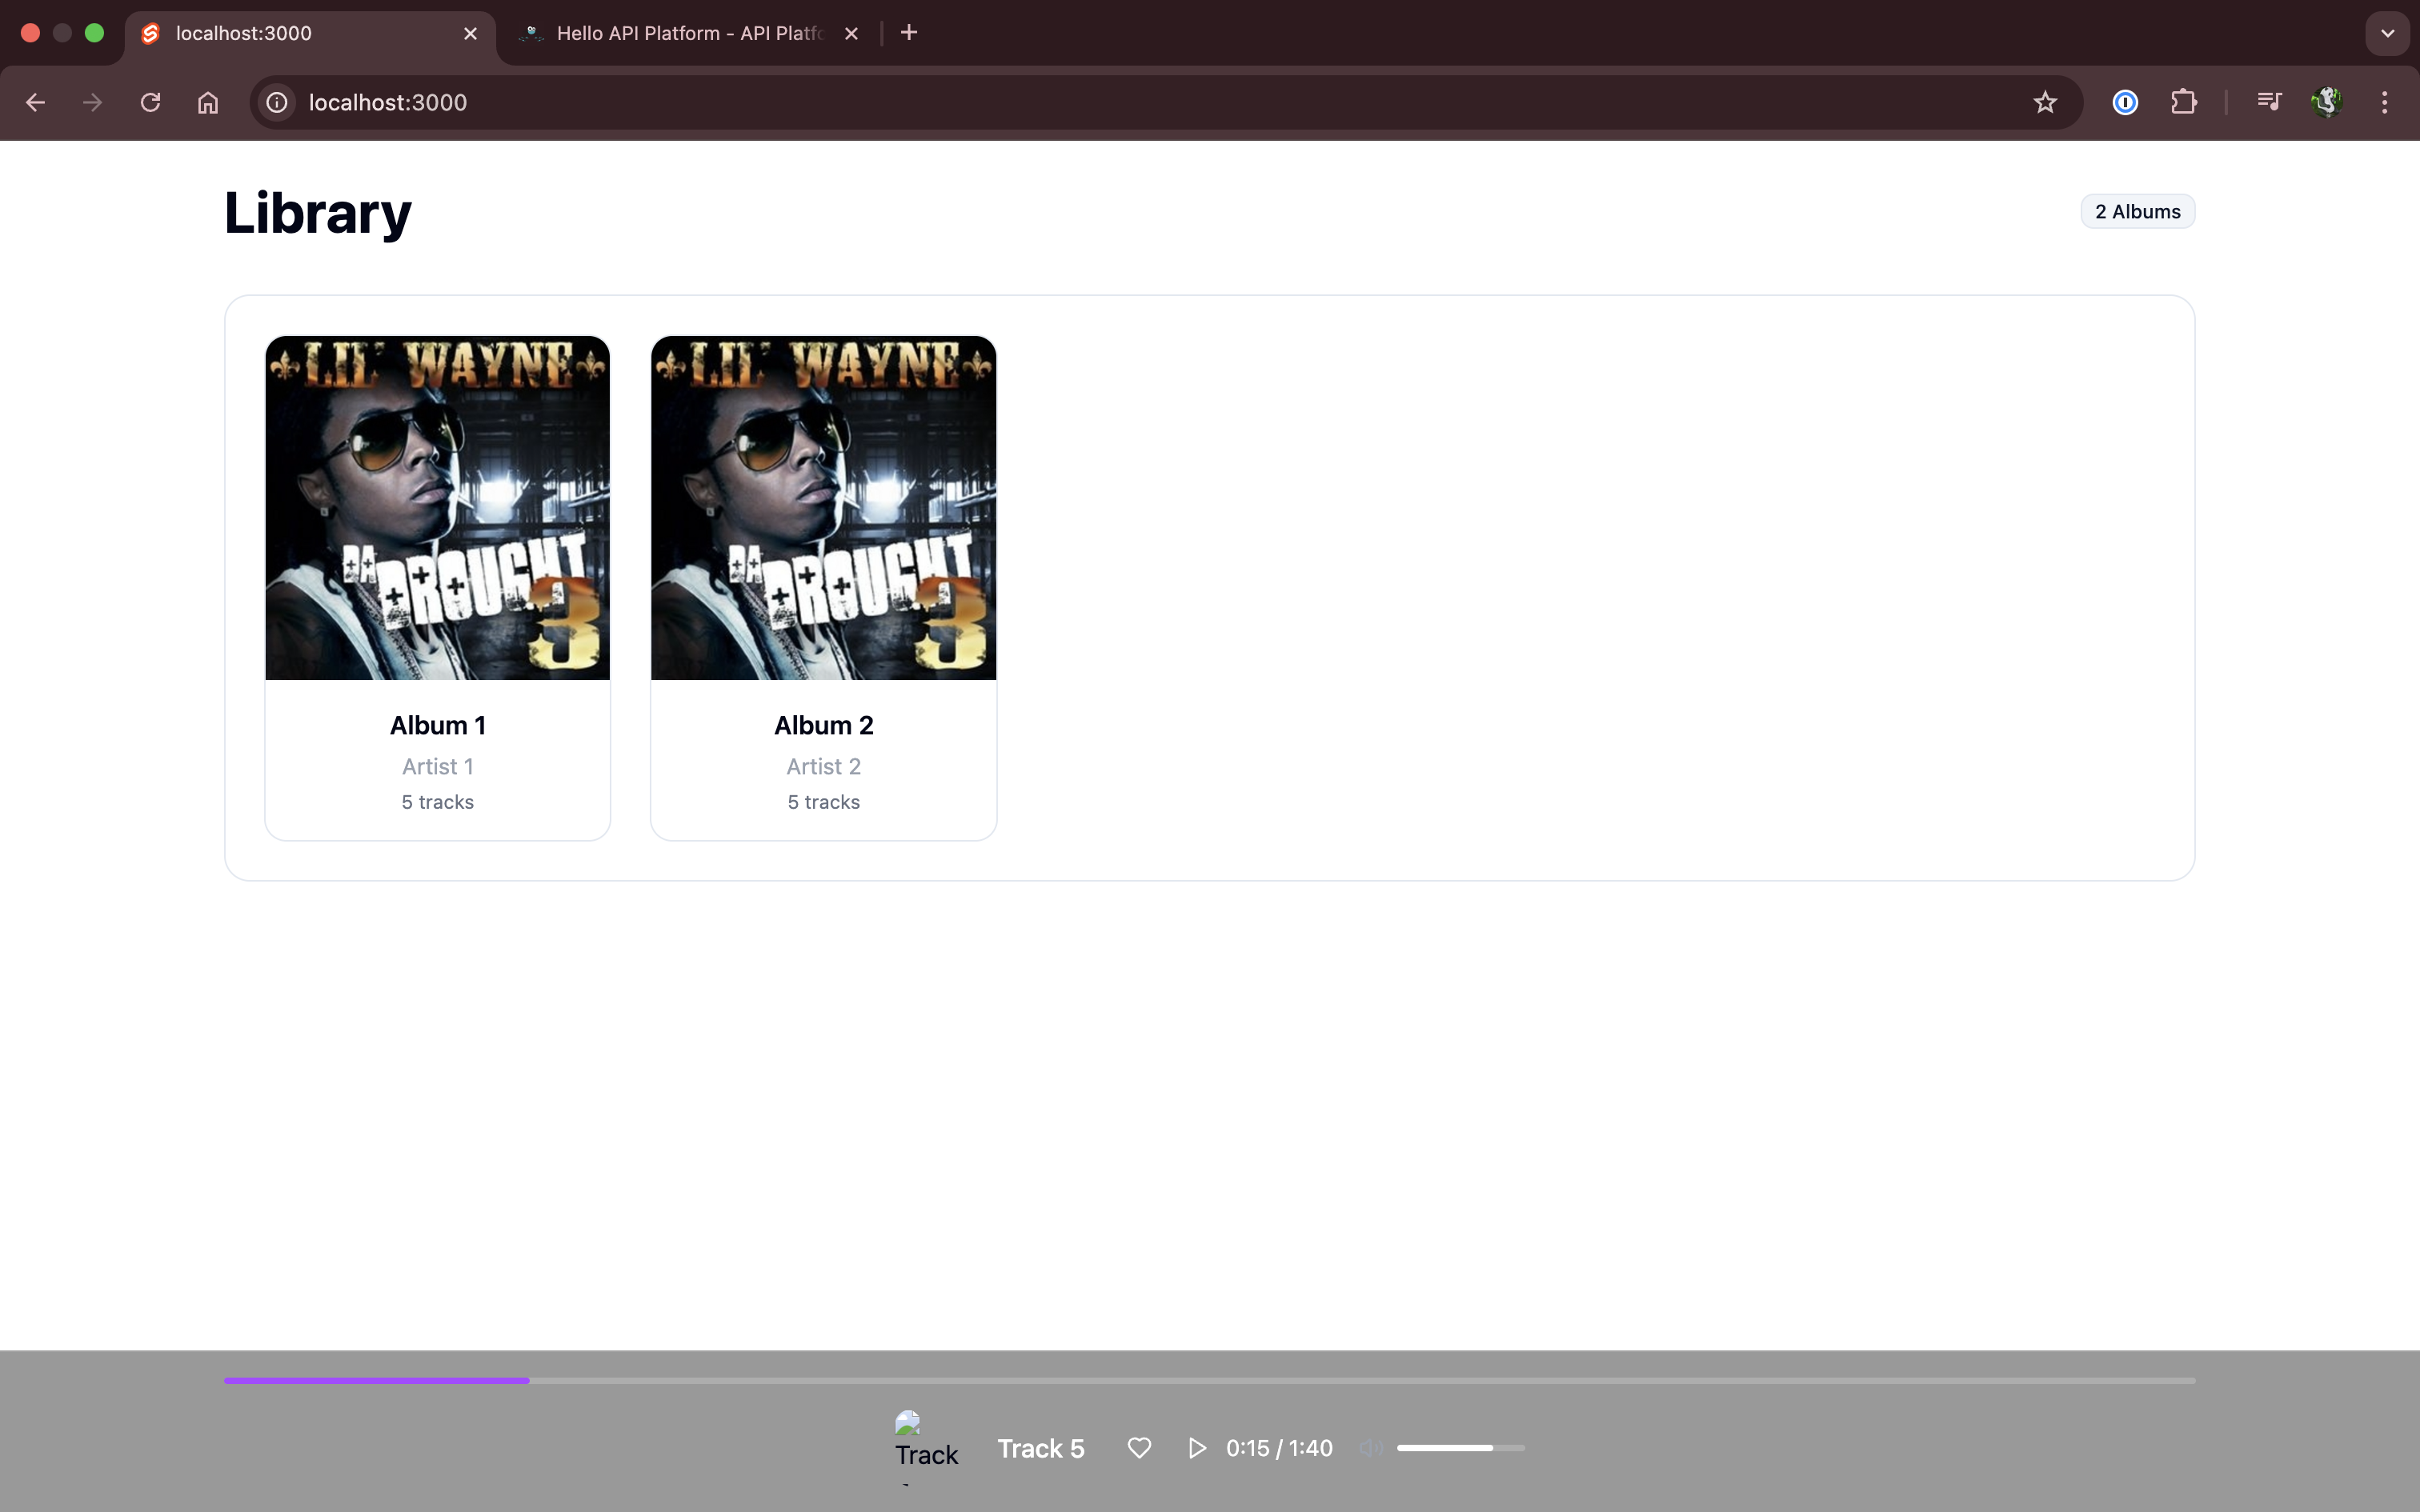 localhost:3000
Hello API Platform - API Platfo
localhost:3000
Library
2 Albums
LIL' WAYNE
DA DROUGHT
3
LIL' WAYNE
DA DROUGHT
3
Album 1
Artist 1
5 tracks
Album 2
Artist 2
5 tracks
Track
Track 5
0:15 / 1:40